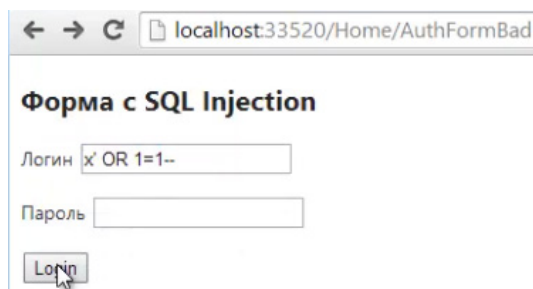 localhost:33520/Home/AuthFormBad
Форма с SQL Injection
Логин x' OR 1=1--
Пароль
Login